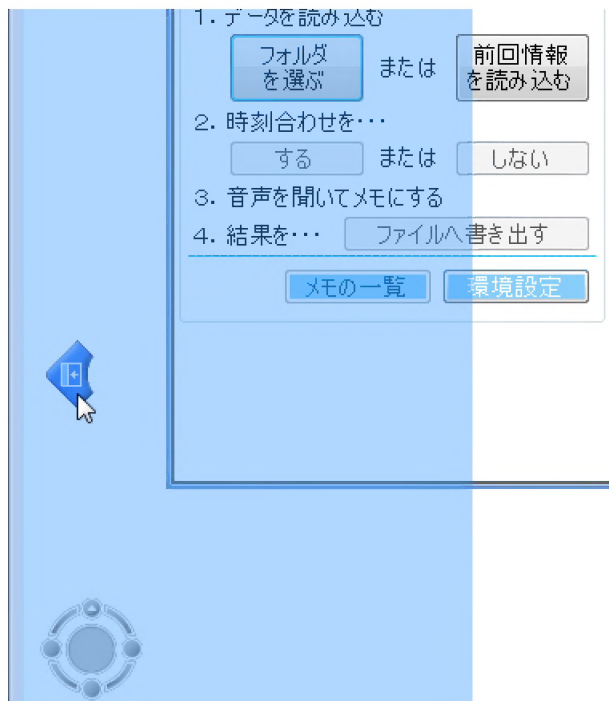 1. データを読み込む
フォルダ
を選ぶ
または
前回情報
を読み込む
2. 時刻合わせを・・・
する または しない
3. 音声を聞いてメモにする
4. 結果を・・・ ファイルへ書き出す
メモの一覧 環境設定